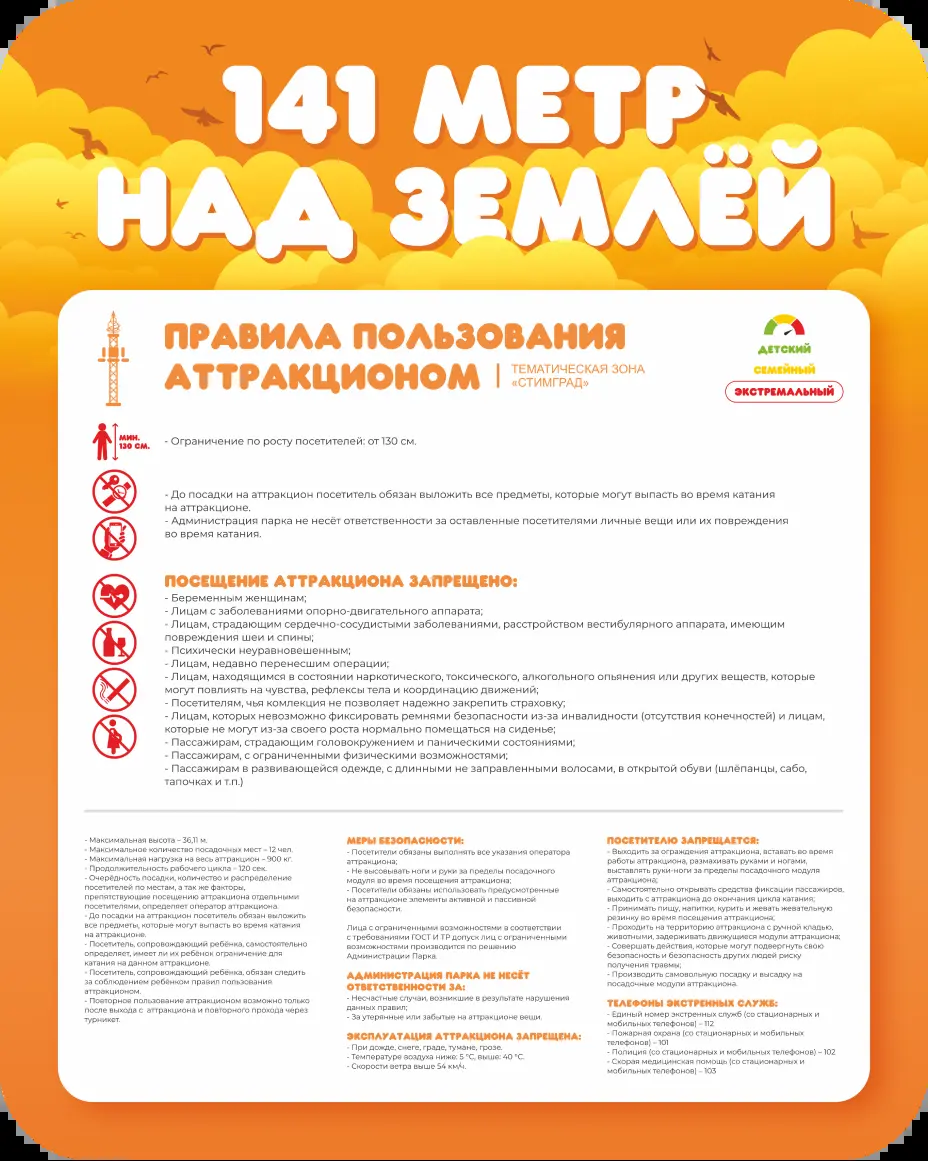 141 МЕТР
НАД ЗЕМЛЁЙ
ПРАВИЛА ПОЛЬЗОВАНИЯ
АТТРАКЦИОНОМ
ТЕМАТИЧЕСКАЯ ЗОНА
«СТИМГРАД»
ДЕТСКИЙ
СЕМЕЙНЫЙ
ЭКСТРЕМАЛЬНЫЙ
МИН.
130 СМ.
- Ограничение по росту посетителей: от 130 см.
- До посадки на аттракцион посетитель обязан выложить все предметы, которые могут выпасть во время катания
на аттракционе.
- Администрация парка не несёт ответственности за оставленные посетителями личные вещи или их повреждения
во время катания.
ПОСЕЩЕНИЕ АТТРАКЦИОНА ЗАПРЕЩЕНО:
- Беременным женщинам;
- Лицам с заболеваниями опорно-двигательного аппарата;
- Лицам, страдающим сердечно-сосудистыми заболеваниями, расстройством вестибулярного аппарата, имеющим
повреждения шеи и спины;
- Психически неуравновешенным;
- Лицам, недавно перенесшим операции;
- Лицам, находящимся в состоянии наркотического, токсического, алкогольного опьянения или других веществ, которые
могут повлиять на чувства, рефлексы тела и координацию движений;
- Посетителям, чья комлекция не позволяет надежно закрепить страховку;
- Лицам, которых невозможно фиксировать ремнями безопасности из-за инвалидности (отсутствия конечностей) и лицам,
которые не могут из-за своего роста нормально помещаться на сиденье;
- Пассажирам, страдающим головокружением и паническими состояниями;
- Пассажирам, с ограниченными физическими возможностями;
- Пассажирам в развивающейся одежде, с длинными не заправленными волосами, в открытой обуви (шлёпанцы, сабо,
тапочках и т.п.)
- Максимальная высота – 36,11 м.
- Максимальное количество посадочных мест – 12 чел.
- Максимальная нагрузка на весь аттракцион – 900 кг.
- Продолжительность рабочего цикла – 120 сек.
- Очерёдность посадки, количество и распределение
посетителей по местам, а так же факторы,
препятствующие посещению аттракциона отдельными
посетителями, определяет оператор аттракциона.
- До посадки на аттракцион посетитель обязан выложить
все предметы, которые могут выпасть во время катания
на аттракционе.
- Посетитель, сопровождающий ребёнка, самостоятельно
определяет, имеет ли их ребёнок ограничение для
катания на данном аттракционе.
- Посетитель, сопровождающий ребёнка, обязан следить
за соблюдением ребёнком правил пользования
аттракционом.
- Повторное пользование аттракционом возможно только
после выхода с аттракциона и повторного прохода через
турникет.
МЕРЫ БЕЗОПАСНОСТИ:
- Посетители обязаны выполнять все указания оператора
аттракциона;
- Не высовывать ноги и руки за пределы посадочного
модуля во время посещения аттракциона;
- Посетители обязаны использовать предусмотренные
на аттракционе элементы активной и пассивной
безопасности.
Лица с ограниченными возможностями в соответствии
с требованиями ГОСТ И ТР допуск лиц с ограниченными
возможностями производится по решению
Администрации Парка.
АДМИНИСТРАЦИЯ ПАРКА НЕ НЕСЁТ
ОТВЕТСТВЕННОСТИ ЗА:
- Несчастные случаи, возникшие в результате нарушения
данных правил;
- За утерянные или забытые на аттракционе вещи.
ЭКСПЛУАТАЦИЯ АТТРАКЦИОНА ЗАПРЕЩЕНА:
- При дожде, снеге, граде, тумане, грозе.
- Температуре воздуха ниже: 5 °С, выше: 40 °С.
- Скорости ветра выше 54 км/ч.
ПОСЕТИТЕЛЮ ЗАПРЕЩАЕТСЯ:
- Выходить за ограждения аттракциона, вставать во время
работы аттракциона, размахивать руками и ногами,
выставлять руки-ноги за пределы посадочного модуля
аттракциона;
- Самостоятельно открывать средства фиксации пассажиров,
выходить с аттракциона до окончания цикла катания;
- Принимать пищу, напитки, курить и жевать жевательную
резинку во время посещения аттракциона;
- Проходить на территорию аттракциона с ручной кладью,
животными, задерживать движущиеся модули аттракциона;
- Совершать действия, которые могут подвергнуть свою
безопасность и безопасность других людей риску
получения травмы;
- Производить самовольную посадку и высадку на
посадочные модули аттракциона.
ТЕЛЕФОНЫ ЭКСТРЕННЫХ СЛУЖБ:
- Единый номер экстренных служб (со стационарных и
мобильных телефонов) – 112
- Пожарная охрана (со стационарных и мобильных
телефонов) – 101
- Полиция (со стационарных и мобильных телефонов) – 102
- Скорая медицинская помощь (со стационарных и
мобильных телефонов) – 103